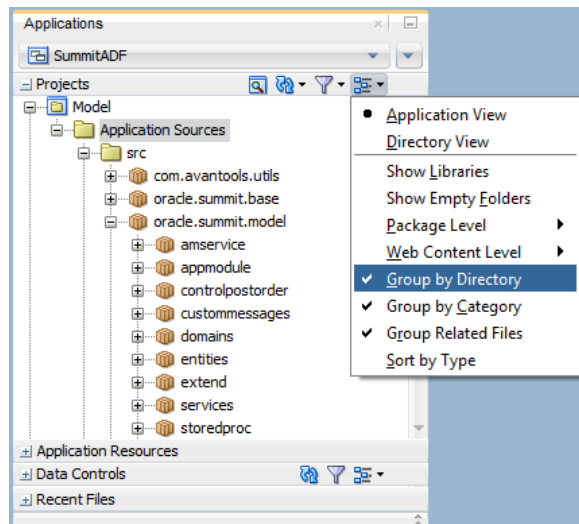 Applications
SummitADF
Projects
Model
Application Sources
src
com.avantools.utils
oracle.summit.base
oracle.summit.model
amservice
appmodule
controlpostorder
custommessages
domains
entities
extend
services
storedproc
Application Resources
Data Controls
Recent Files
Application View
Directory View
Show Libraries
Show Empty Folders
Package Level
Web Content Level
Group by Directory
Group by Category
Group Related Files
Sort by Type